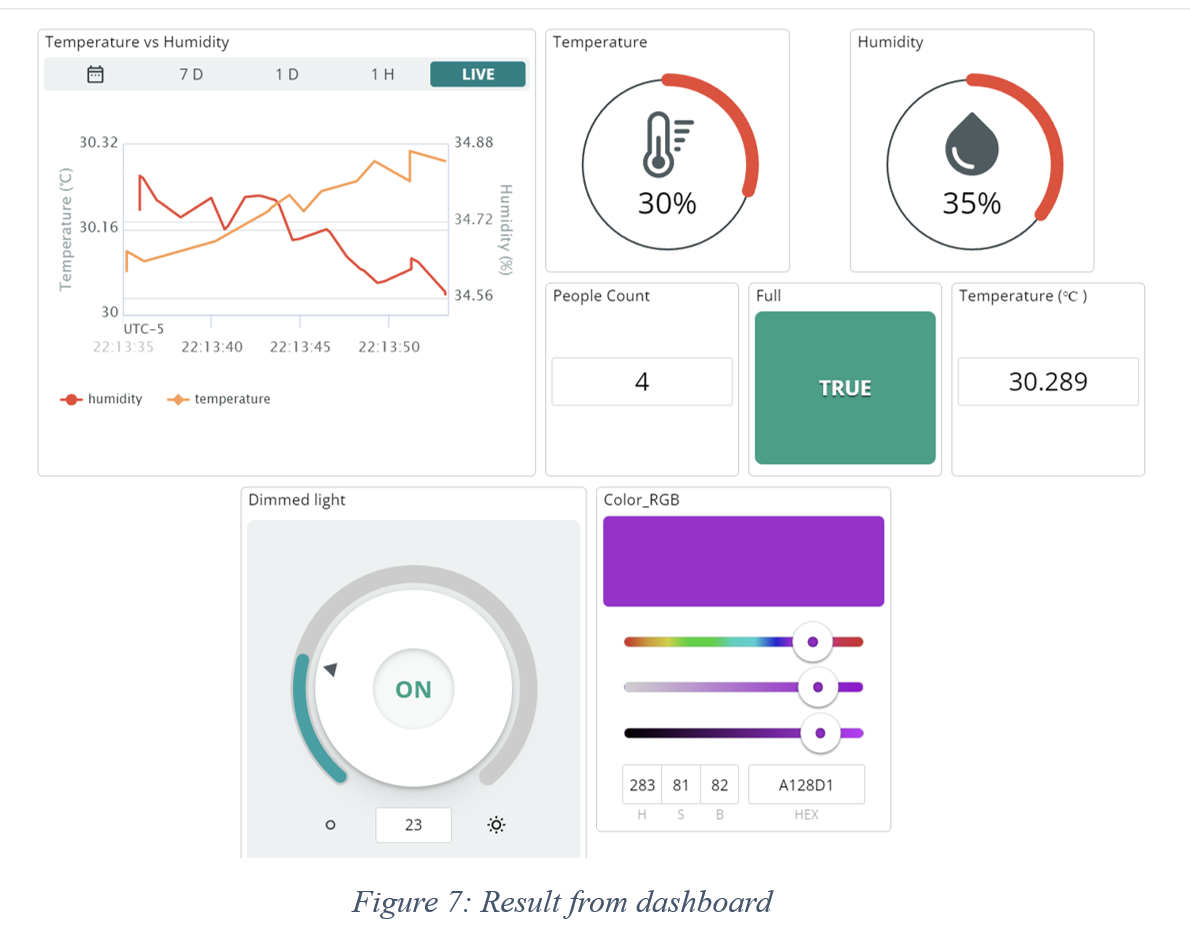 Temperature vs Humidity
7 D
1 D
1 H
LIVE
30.32
30.16
30
Temperature (℃)
34.88
34.72
34.56
Humidity (%)
UTC−5
22:13:35
22:13:40
22:13:45
22:13:50
humidity
temperature
Temperature
30%
Humidity
35%
People Count
4
Full
TRUE
Temperature (℃ )
30.289
Dimmed light
ON
23
Color_RGB
283
81
82
A128D1
H
S
B
HEX
Figure 7: Result from dashboard